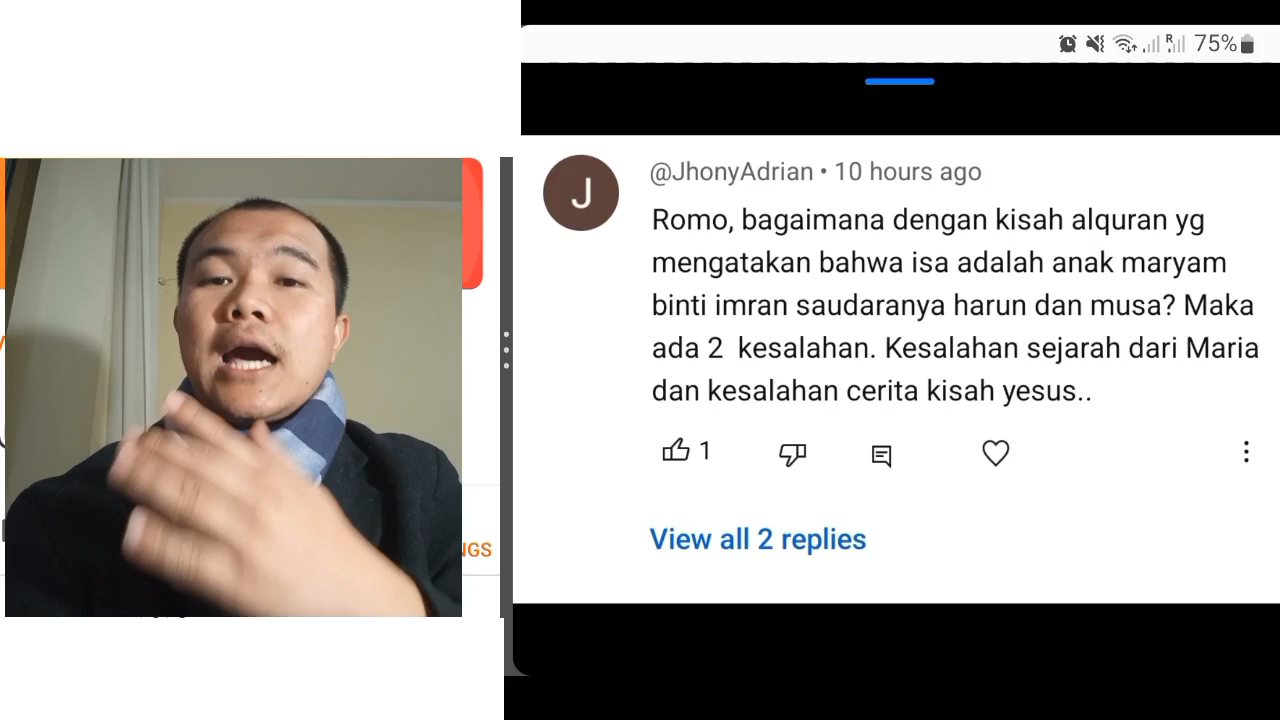 75%
J
@JhonyAdrian • 10 hours ago
Romo, bagaimana dengan kisah alquran yg
mengatakan bahwa isa adalah anak maryam
binti imran saudaranya harun dan musa? Maka
ada 2 kesalahan. Kesalahan sejarah dari Maria
dan kesalahan cerita kisah yesus..
1
View all 2 replies